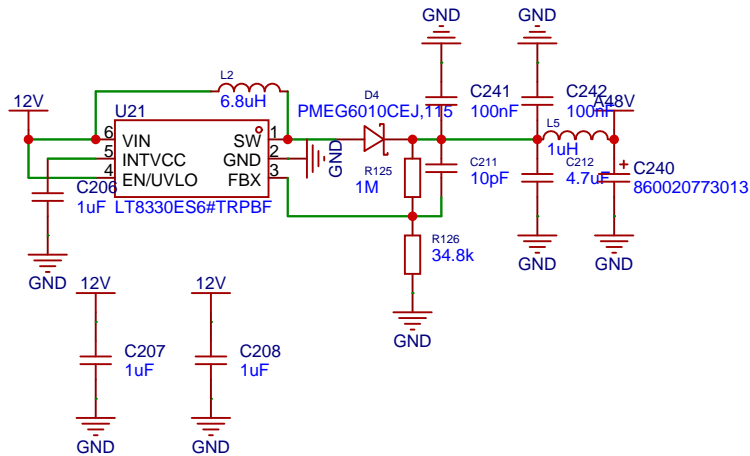 GND
GND
12V
L2
6.8uH
D4
PMEG6010CEJ,115
C241
100nF
C242
100nF
A48V
U21
6
VIN
SW
1
5
INTVCC
GND
2
4
EN/UVLO
FBX
3
LT8330ES6#TRPBF
GND
R125
1M
C211
10pF
L5
1uH
C212
4.7uF
C240
860020773013
C206
1uF
GND
R126
34.8k
GND
GND
GND
12V
12V
C207
1uF
C208
1uF
GND
GND